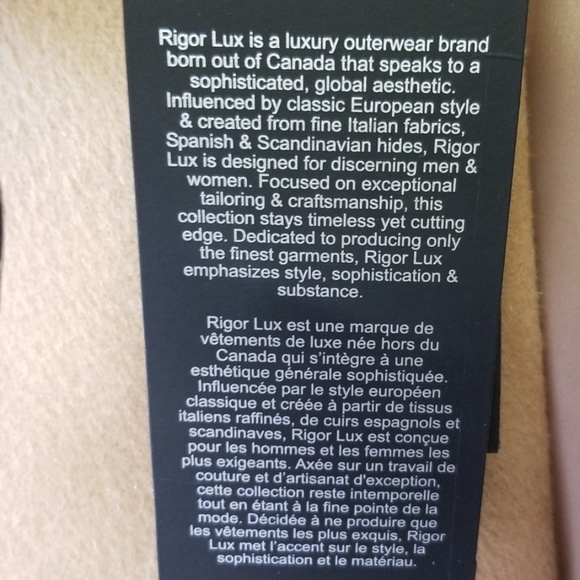 Rigor Lux is a luxury outerwear brand
born out of Canada that speaks to a
sophisticated, global aesthetic.
Influenced by classic European style
& created from fine Italian fabrics,
Spanish & Scandinavian hides, Rigor
Lux is designed for discerning men &
women. Focused on exceptional
tailoring & craftsmanship, this
collection stays timeless yet cutting
edge. Dedicated to producing only
the finest garments, Rigor Lux
emphasizes style, sophistication &
substance.
Rigor Lux est une marque de
vêtements de luxe née hors du
Canada qui s'intègre à une
esthétique générale sophistiquée.
Influencée par le style européen
classique et créée à partir de tissus
italiens raffinés, de cuirs espagnols et
scandinaves, Rigor Lux est conçue
pour les hommes et les femmes les
plus exigeants. Axée sur un travail de
couture et d'artisanat d'exception,
cette collection reste intemporelle
tout en étant à la fine pointe de la
mode. Décidée à ne produire que
les vêtements les plus exquis, Rigor
Lux met l'accent sur le style, la
sophistication et le matériau.